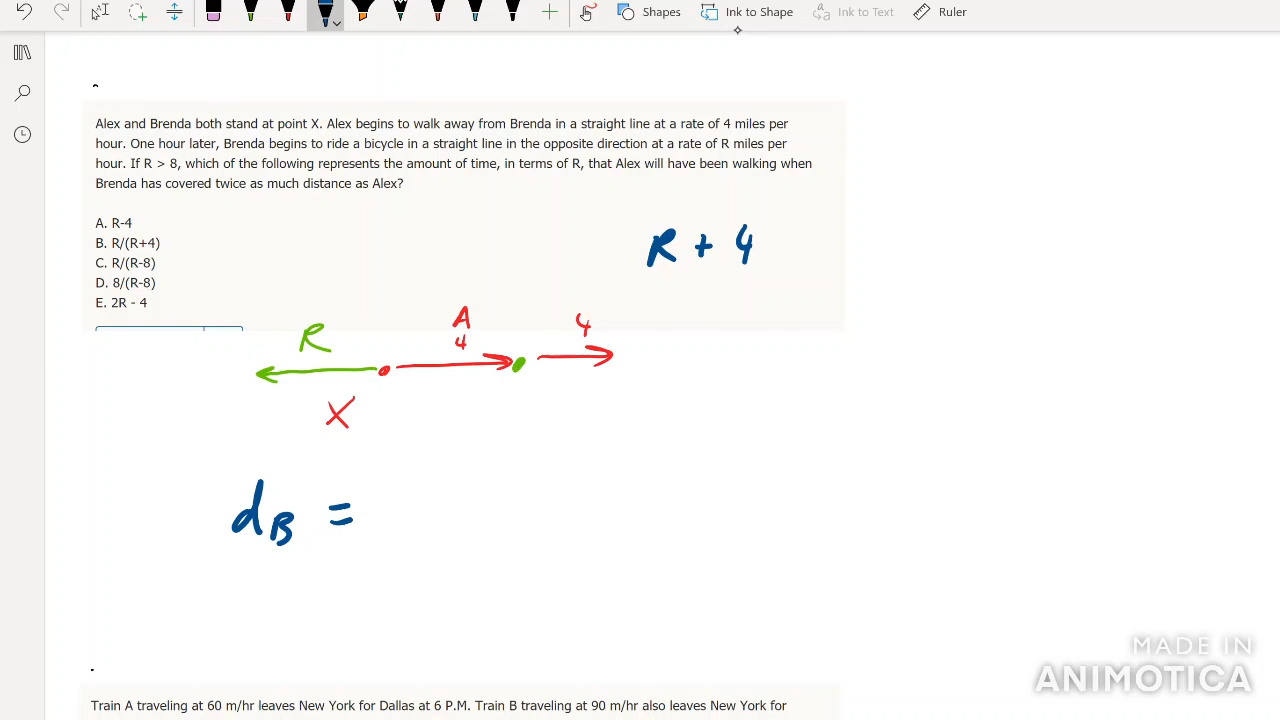 Shapes Ink to Shape Ink to Text Ruler
Alex and Brenda both stand at point X. Alex begins to walk away from Brenda in a straight line at a rate of 4 miles per
hour. One hour later, Brenda begins to ride a bicycle in a straight line in the opposite direction at a rate of R miles per
hour. If R > 8, which of the following represents the amount of time, in terms of R, that Alex will have been walking when
Brenda has covered twice as much distance as Alex?
A. R-4
B. R/(R+4)
C. R/(R-8)
D. 8/(R-8)
E. 2R - 4
R + 4
A
4
4
R
X
dB =
MADE IN
ANIMOTICA
Train A traveling at 60 m/hr leaves New York for Dallas at 6 P.M. Train B traveling at 90 m/hr also leaves New York for